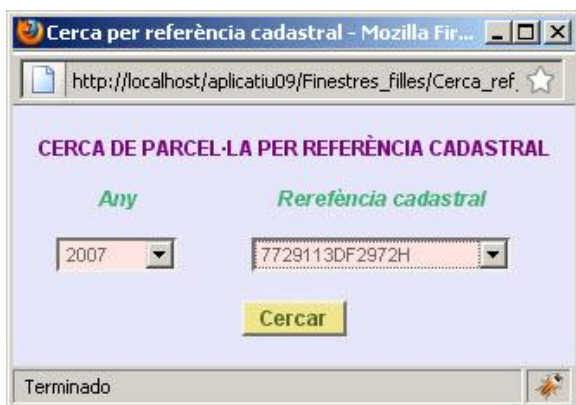 Cerca per referència cadastral - Mozilla Fir...
http://localhost/aplicatiu09/Finestres_filles/Cerca_ref_
CERCA DE PARCEL·LA PER REFERÈNCIA CADASTRAL
Any Rerefència cadastral
2007 7729113DF2972H
Cercar
Terminado